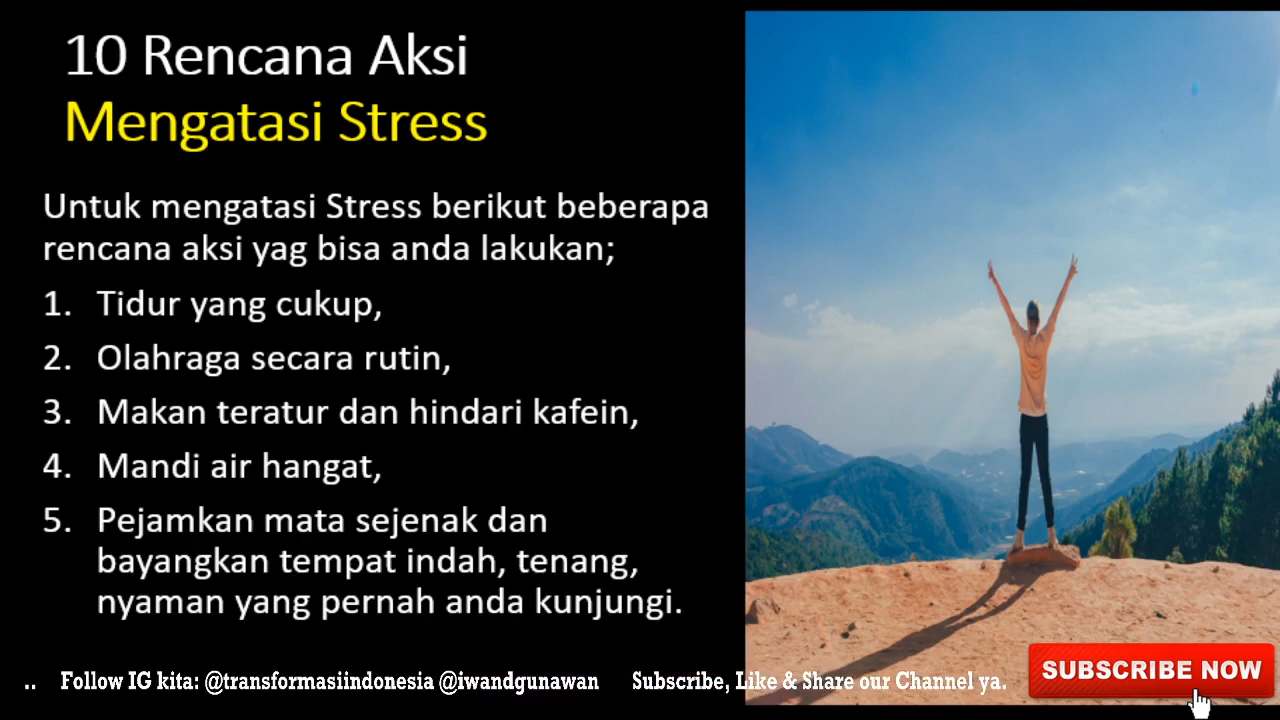 10 Rencana Aksi
Mengatasi Stress
Untuk mengatasi Stress berikut beberapa
rencana aksi yag bisa anda lakukan;
1. Tidur yang cukup,
2. Olahraga secara rutin,
3. Makan teratur dan hindari kafein,
4. Mandi air hangat,
5. Pejamkan mata sejenak dan
bayangkan tempat indah, tenang,
nyaman yang pernah anda kunjungi.
.. Follow IG kita: @transformasiindonesia @iwandgunawan Subscribe, Like & Share our Channel ya.
SUBSCRIBE NOW